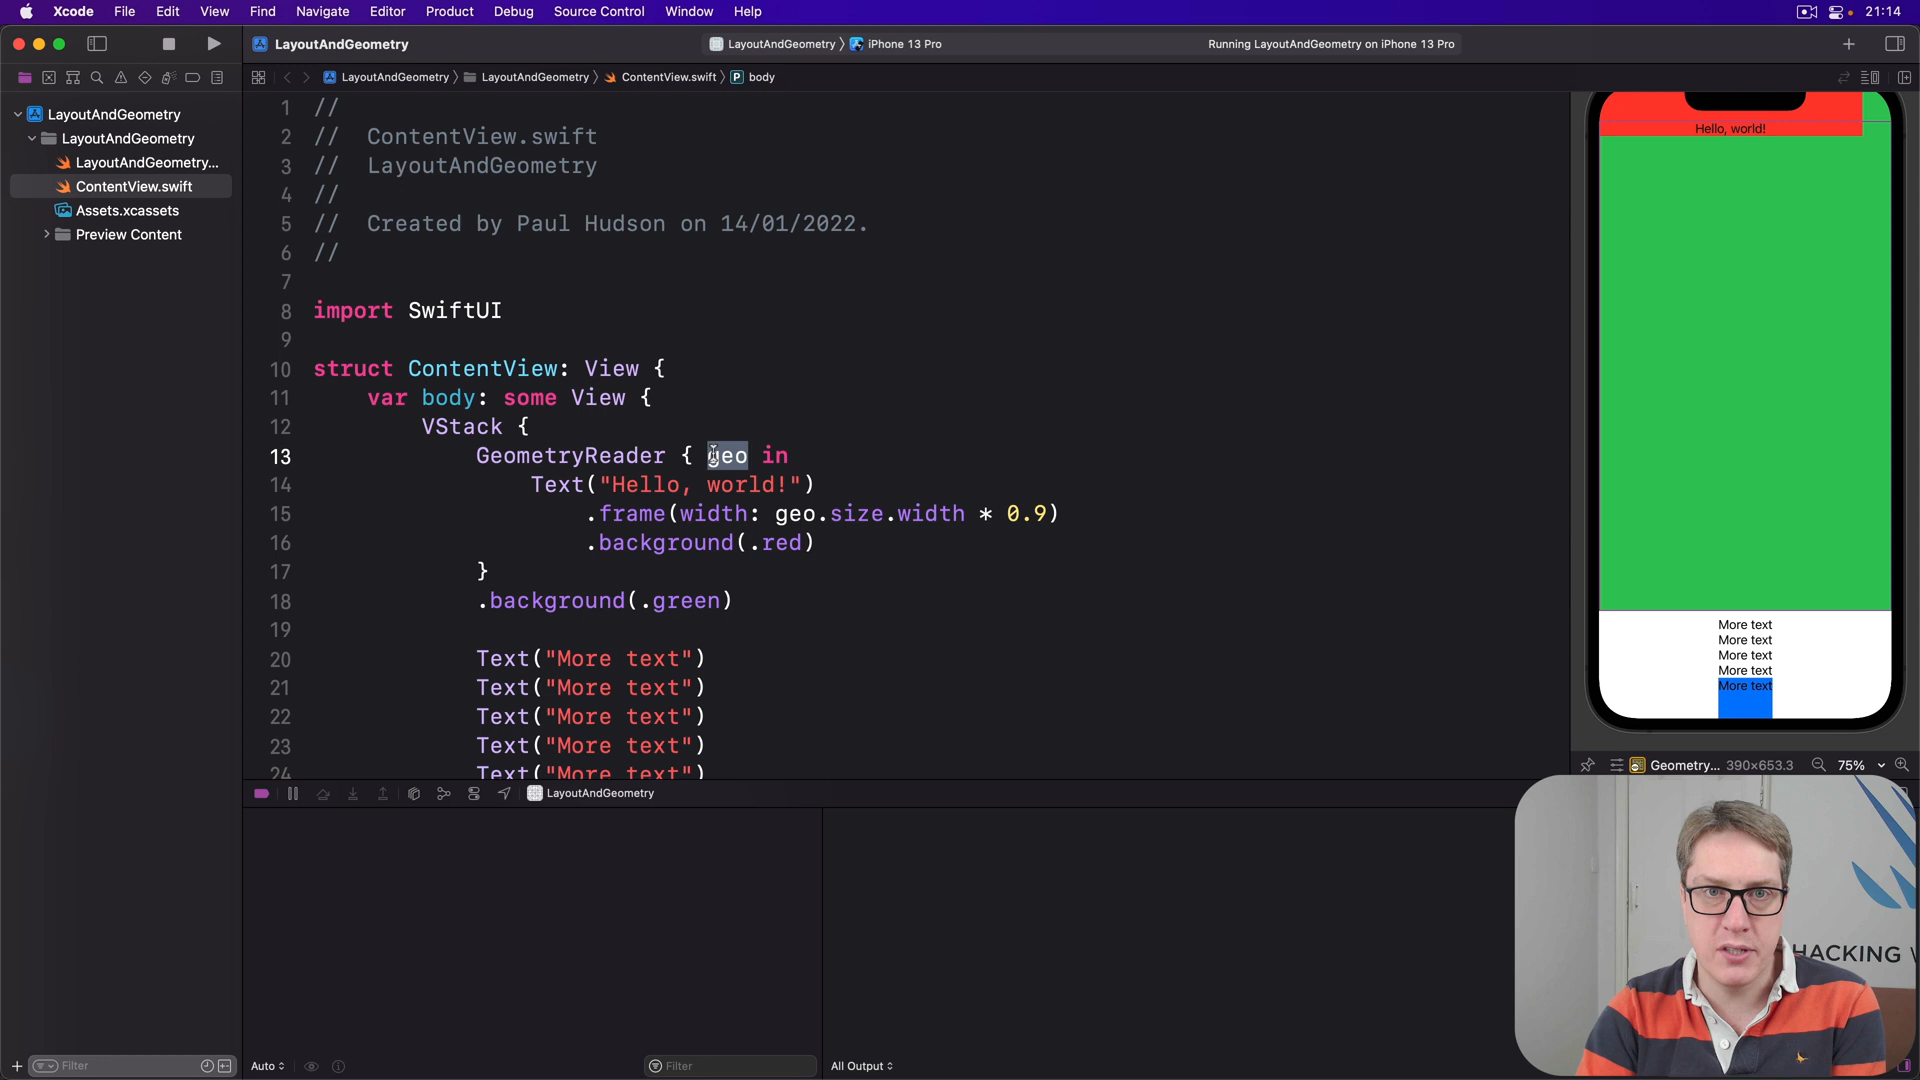 Xcode File Edit View Find Navigate Editor Product Debug Source Control Window Help 21:14
LayoutAndGeometry LayoutAndGeometry iPhone 13 Pro Running LayoutAndGeometry on iPhone 13 Pro
LayoutAndGeometry LayoutAndGeometry ContentView.swift P body
LayoutAndGeometry
LayoutAndGeometry
LayoutAndGeometry...
ContentView.swift
Assets.xcassets
Preview Content
Filter
1 //
2 // ContentView.swift
3 // LayoutAndGeometry
4 //
5 // Created by Paul Hudson on 14/01/2022.
6 //
7
8 import SwiftUI
9
10 struct ContentView: View {
11 var body: some View {
12 VStack {
13 GeometryReader { geo in
14 Text("Hello, world!")
15 .frame(width: geo.size.width * 0.9)
16 .background(.red)
17 }
18 .background(.green)
19
20 Text("More text")
21 Text("More text")
22 Text("More text")
23 Text("More text")
24 Text("More text")
Hello, world!
More text
More text
More text
More text
More text
Geometry... 390×653.3 75%
LayoutAndGeometry
Auto Filter All Output
HACKING W